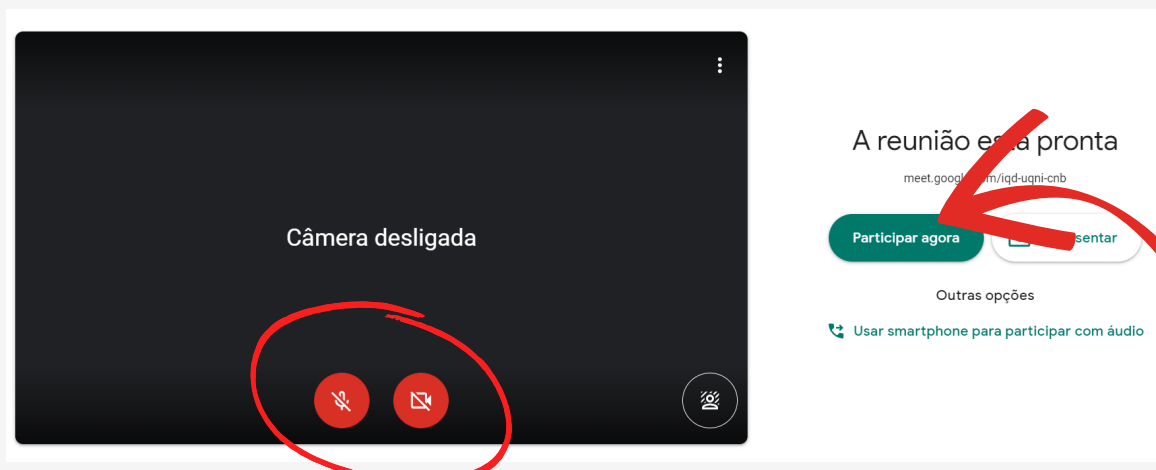 Câmera desligada
A reunião está pronta
meet.google.com/iqd-uqni-cnb
Participar agora
Outras opções
Usar smartphone para participar com áudio